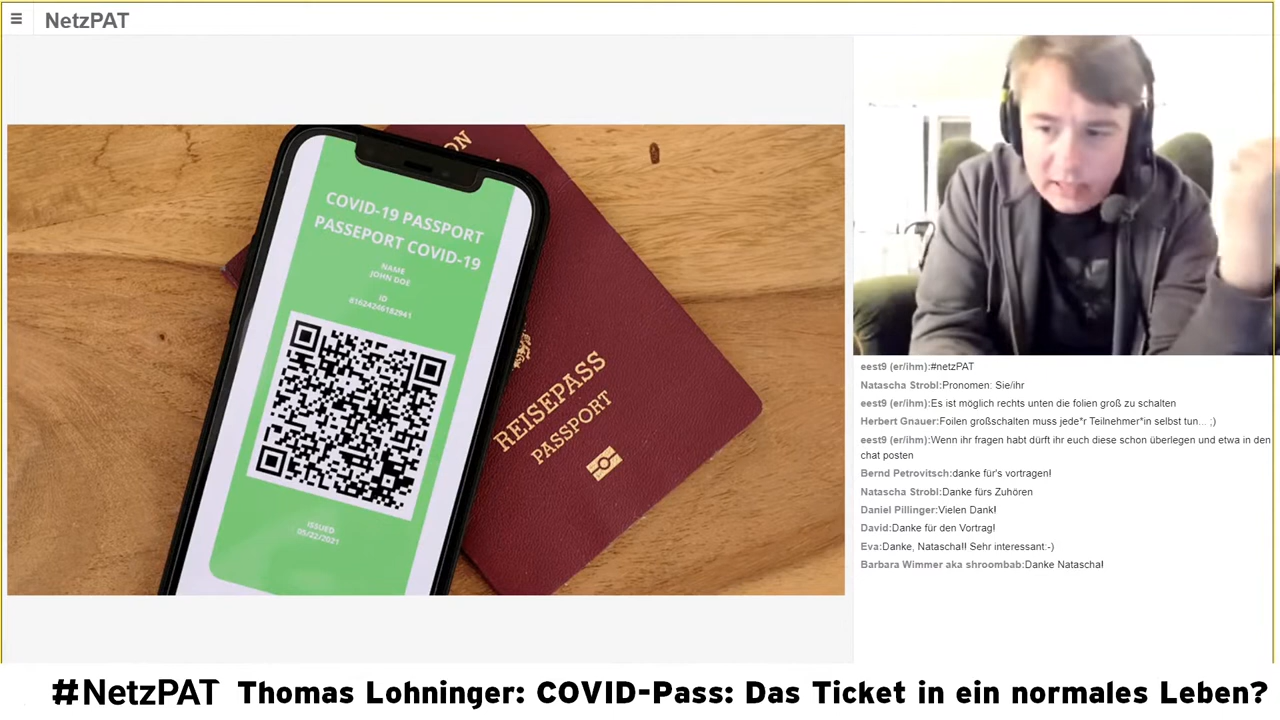 NetzPAT
COVID-19 PASSPORT
PASSEPORT COVID-19
NAME
JOHN DOE
ID
81624246182941
ISSUED
05/22/2021
REISEPASS
PASSPORT
eest9 (er/ihm):#netzPAT
Natascha Strobl:Pronomen: Sie/ihr
eest9 (er/ihm):Es ist möglich rechts unten die folien groß zu schalten
Herbert Gnauer:Foilen großschalten muss jede*r Teilnehmer*in selbst tun... ;)
eest9 (er/ihm):Wenn ihr fragen habt dürft ihr euch diese schon überlegen und etwa in den
chat posten
Bernd Petrovitsch:danke für's vortragen!
Natascha Strobl:Danke fürs Zuhören
Daniel Pillinger:Vielen Dank!
David:Danke für den Vortrag!
Eva:Danke, Natascha!! Sehr interessant:-)
Barbara Wimmer aka shroombab:Danke Natascha!
#NetzPAT Thomas Lohninger: COVID-Pass: Das Ticket in ein normales Leben?